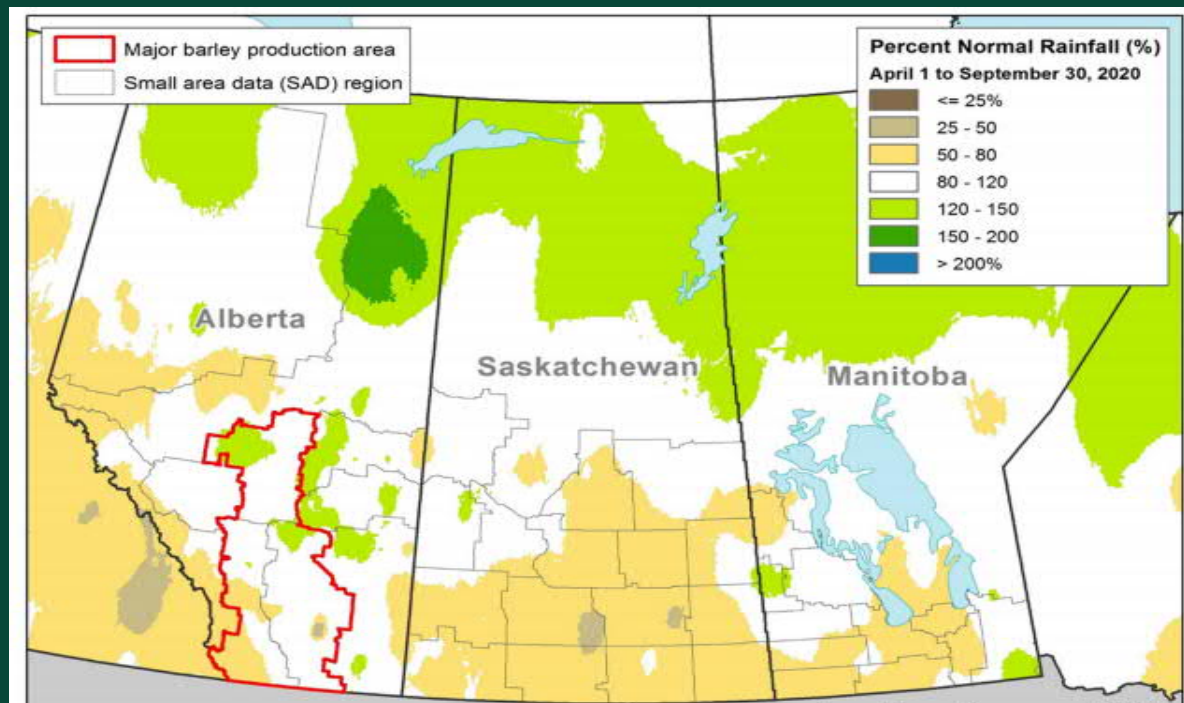 Major barley production area
Small area data (SAD) region
Percent Normal Rainfall (%)
April 1 to September 30, 2020
<= 25%
25 - 50
50 - 80
80 - 120
120 - 150
150 - 200
> 200%
Alberta
Saskatchewan
Manitoba